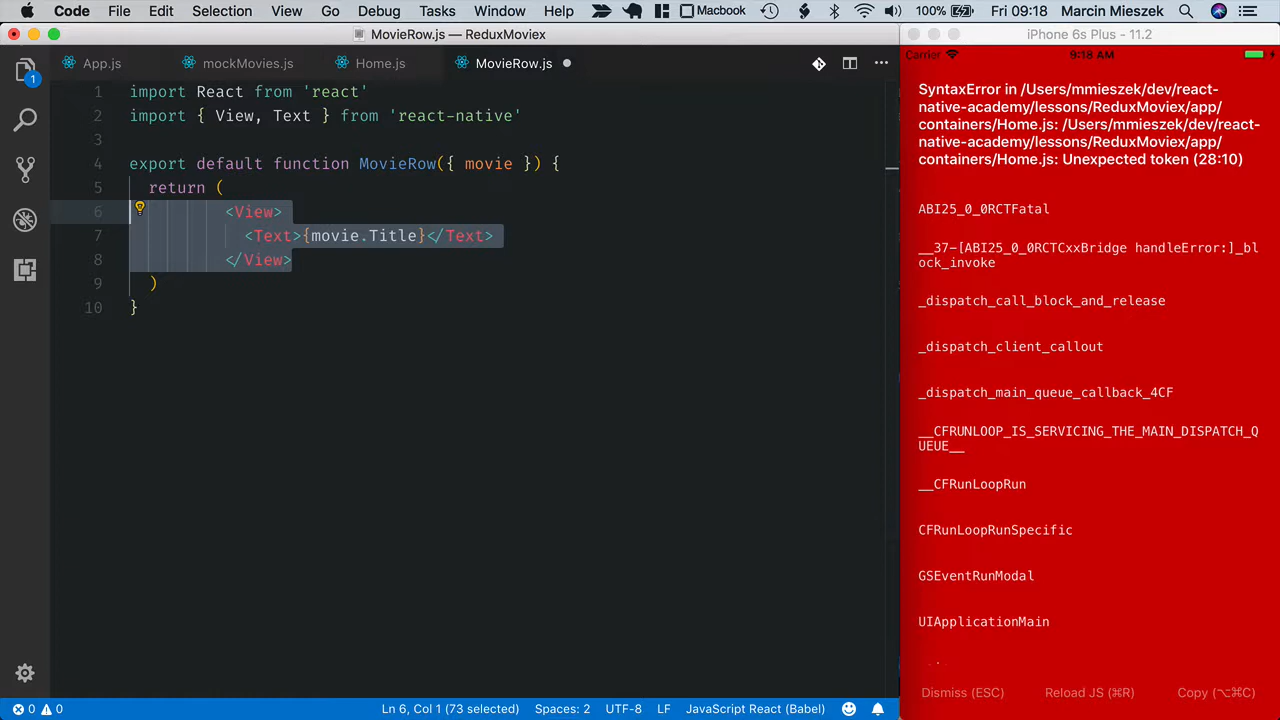 Code File Edit Selection View Go Debug Tasks Window Help Macbook 100% Fri 09:18 Marcin Mieszek
MovieRow.js — ReduxMoviex
iPhone 6s Plus - 11.2
App.js mockMovies.js Home.js MovieRow.js
1
1 import React from 'react'
2 import { View, Text } from 'react-native'
3
4 export default function MovieRow({ movie }) {
5 return (
6 <View>
7 <Text>{movie.Title}</Text>
8 </View>
9 )
10 }
Carrier 9:18 AM
SyntaxError in /Users/mmieszek/dev/react-
native-academy/lessons/ReduxMoviex/app/
containers/Home.js: /Users/mmieszek/dev/react-
native-academy/lessons/ReduxMoviex/app/
containers/Home.js: Unexpected token (28:10)
ABI25_0_0RCTFatal
__37-[ABI25_0_0RCTCxxBridge handleError:]_bl
ock_invoke
_dispatch_call_block_and_release
_dispatch_client_callout
_dispatch_main_queue_callback_4CF
__CFRUNLOOP_IS_SERVICING_THE_MAIN_DISPATCH_Q
UEUE__
__CFRunLoopRun
CFRunLoopRunSpecific
GSEventRunModal
UIApplicationMain
Dismiss (ESC) Reload JS (⌘R) Copy (⌥⌘C)
0 0 Ln 6, Col 1 (73 selected) Spaces: 2 UTF-8 LF JavaScript React (Babel)